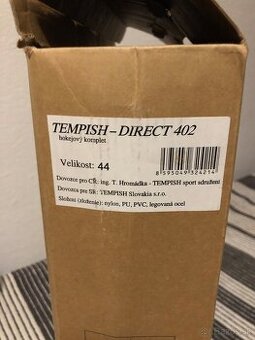 TEMPISH – DIRECT 402
hokejový komplet
Velikost: 44
8595049324214
Dovozce pro ČR: ing. T. Hromádka - TEMPISH sport sdružení
Dovozca pre SR: TEMPISH Slovakia s.r.o.
Složení (zloženie): nylon, PU, PVC, legovaná ocel